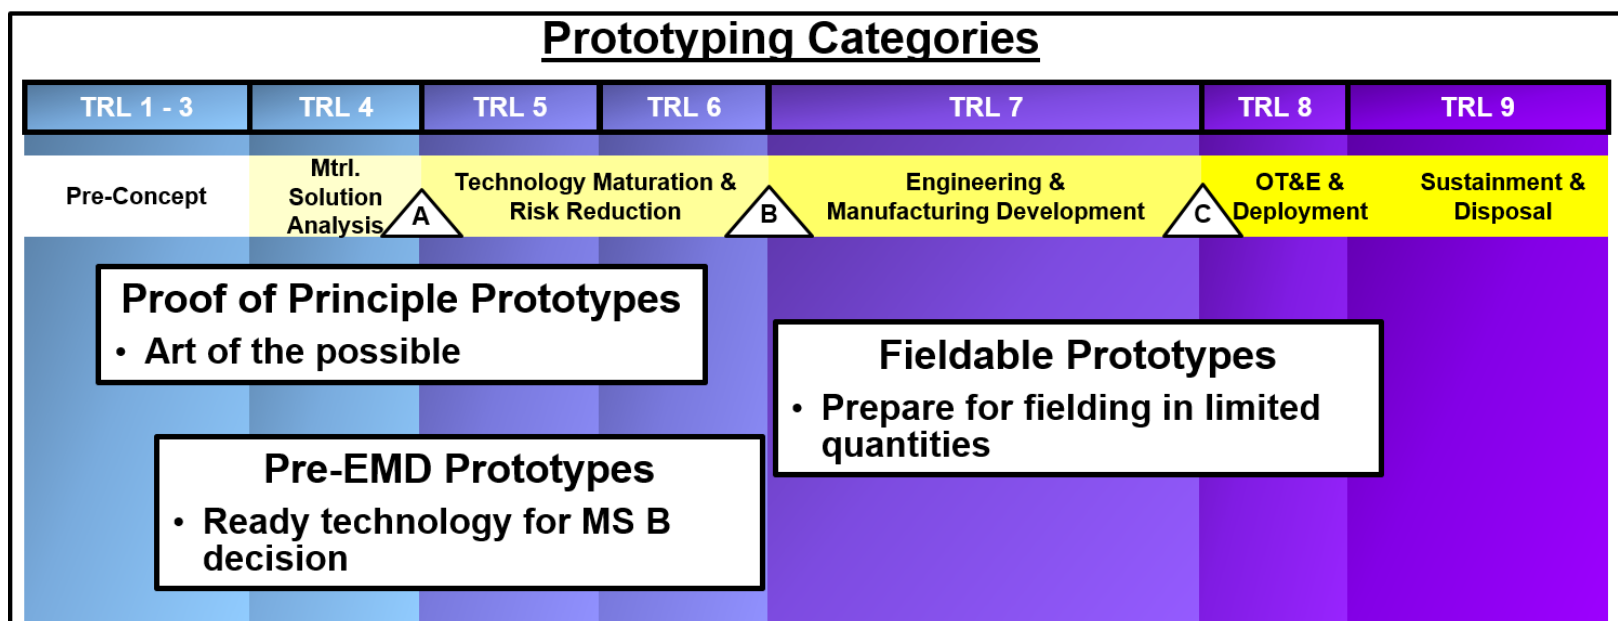 Prototyping Categories
TRL 1 - 3
TRL 4
TRL 5
TRL 6
TRL 7
TRL 8
TRL 9
Pre-Concept
Mtrl.
Solution
Analysis
A
Technology Maturation &
Risk Reduction
B
Engineering &
Manufacturing Development
C
OT&E &
Deployment
Sustainment &
Disposal
Proof of Principle Prototypes
• Art of the possible
Pre-EMD Prototypes
• Ready technology for MS B
decision
Fieldable Prototypes
• Prepare for fielding in limited
quantities